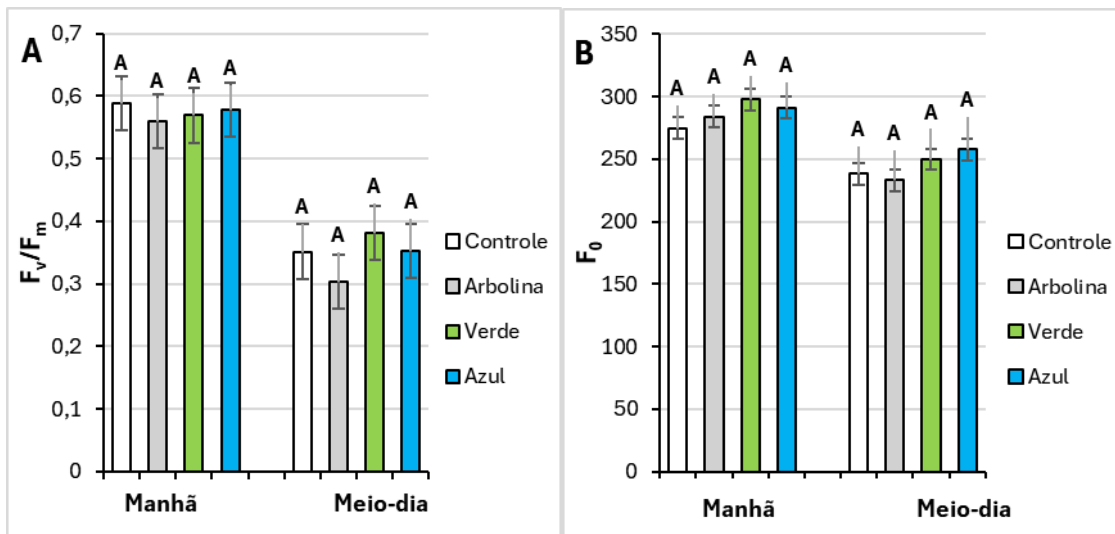 A
0,7
0,6
0,5
0,4
0,3
0,2
0,1
0
Fv/Fm
A A A A
A A A A
Manhã Meio-dia
Controle
Arbolina
Verde
Azul
B
350
300
250
200
150
100
50
0
F0
A A A A
A A A A
Manhã Meio-dia
Controle
Arbolina
Verde
Azul